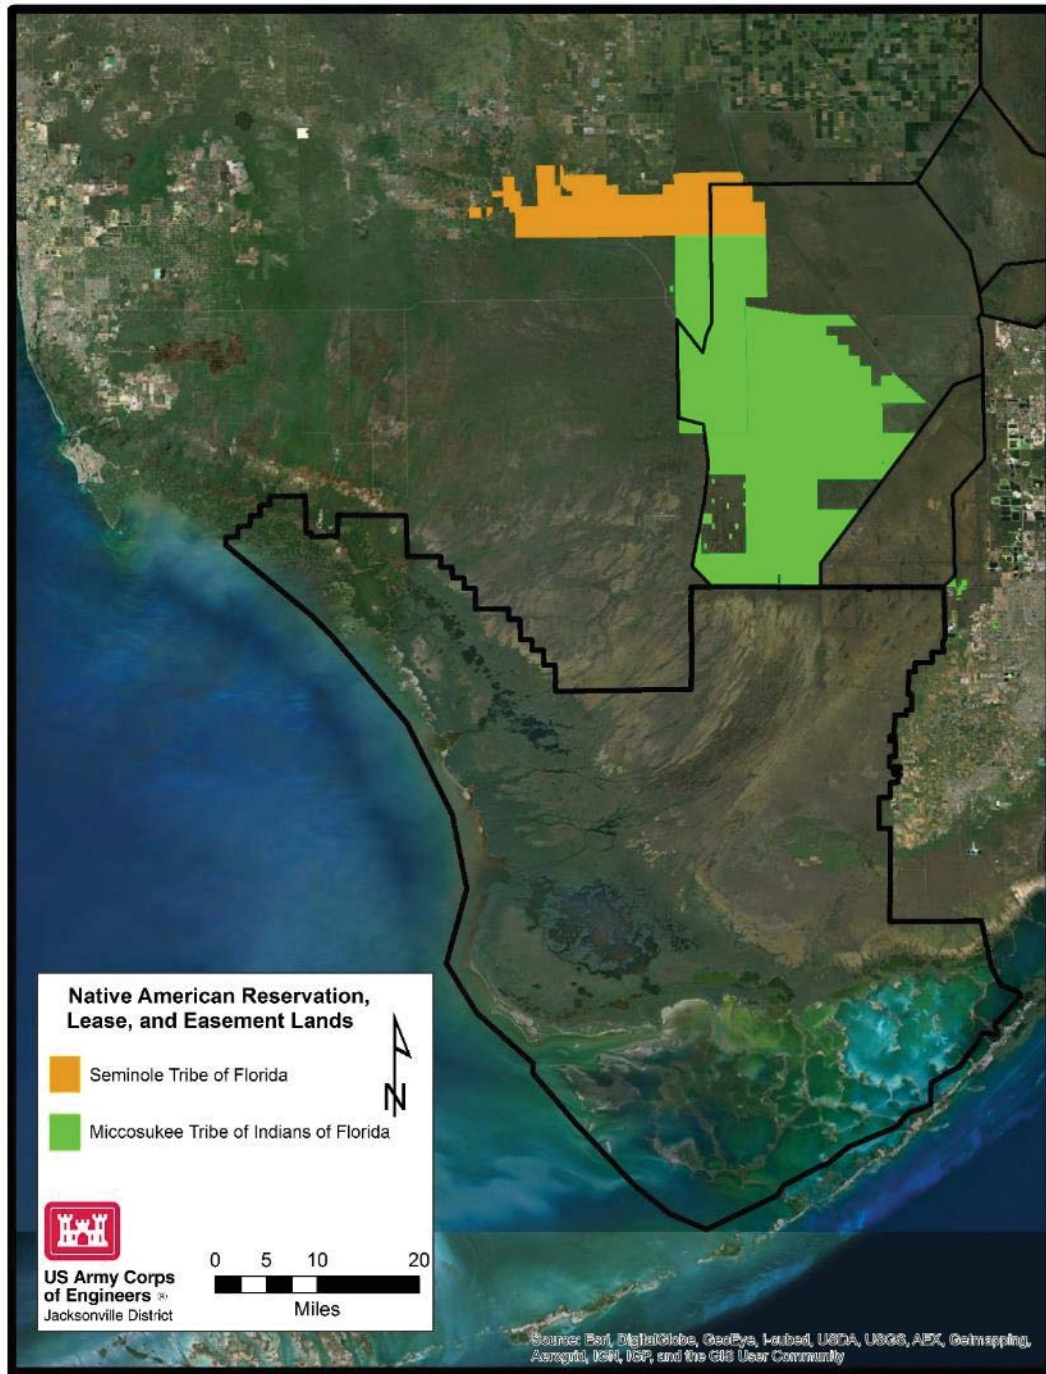 Native American Reservation,
Lease, and Easement Lands
N
Seminole Tribe of Florida
Miccosukee Tribe of Indians of Florida
US Army Corps
of Engineers ®
Jacksonville District
0 5 10 20
Miles
Source: Esri, DigitalGlobe, GeoEye, i-cubed, USDA, USGS, AEX, Getmapping,
Aerogrid, IGN, IGP, and the GIS User Community